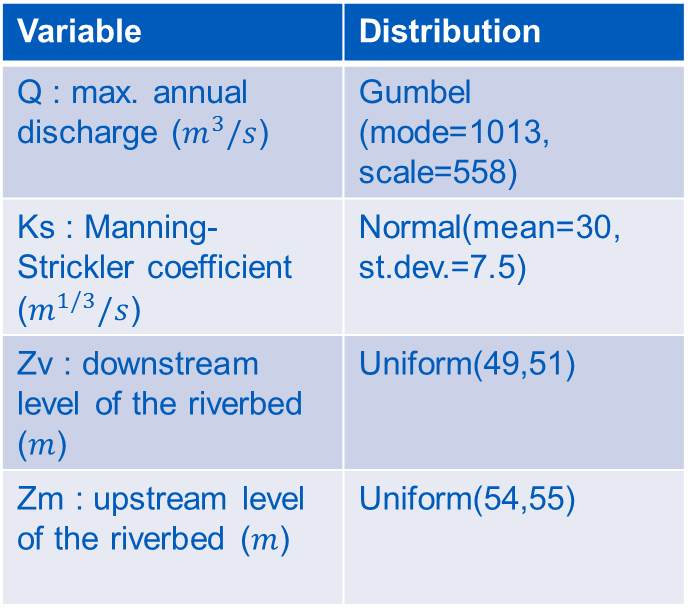 Variable
Distribution
Q : max. annual
discharge (m³/s)
Gumbel
(mode=1013,
scale=558)
Ks : Manning-
Strickler coefficient
(m^{1/3}/s)
Normal(mean=30,
st.dev.=7.5)
Zv : downstream
level of the riverbed
(m)
Uniform(49,51)
Zm : upstream level
of the riverbed (m)
Uniform(54,55)